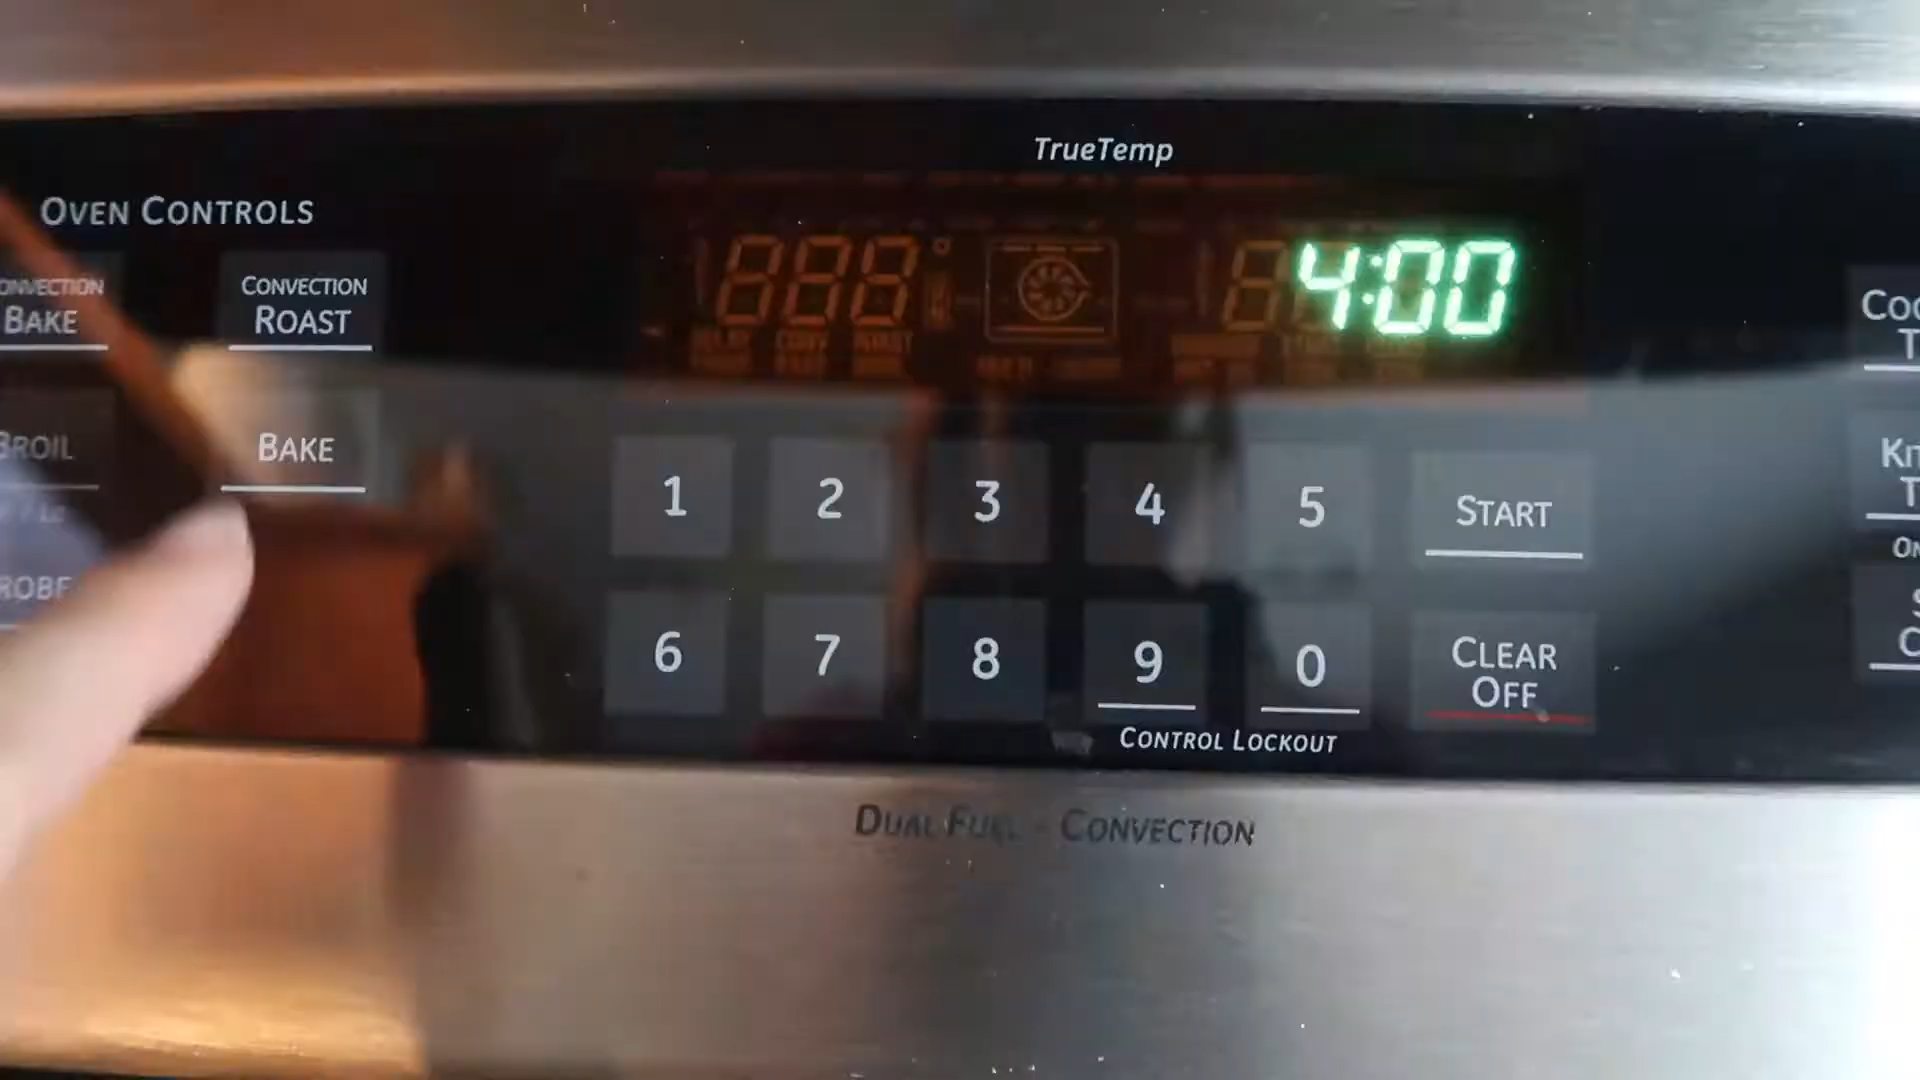 TrueTemp
OVEN CONTROLS
CONVECTION
BAKE
CONVECTION
ROAST
4:00
BROIL
BAKE
1 2 3 4 5 START
6 7 8 9 0 CLEAR
OFF
CONTROL LOCKOUT
DUAL FUEL - CONVECTION